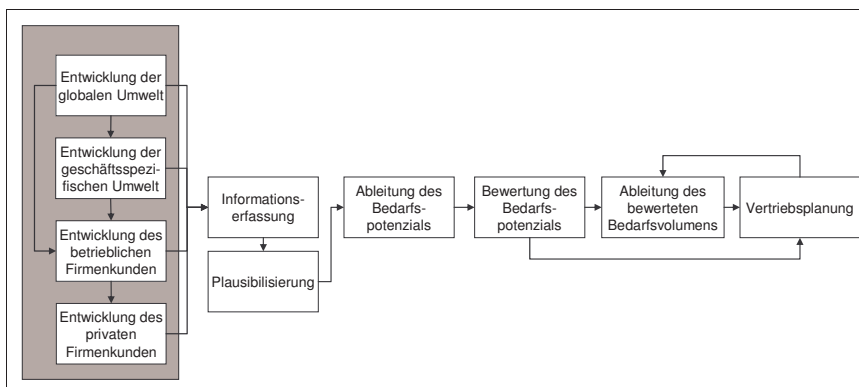 Entwicklung der
globalen Umwelt
Entwicklung der
geschäftsspezi-
fischen Umwelt
Entwicklung des
betrieblichen
Firmenkunden
Entwicklung des
privaten
Firmenkunden
Informations-
erfassung
Plausibilisierung
Ableitung des
Bedarfs-
potenzials
Bewertung des
Bedarfs-
potenzials
Ableitung des
bewerteten
Bedarfsvolumens
Vertriebsplanung